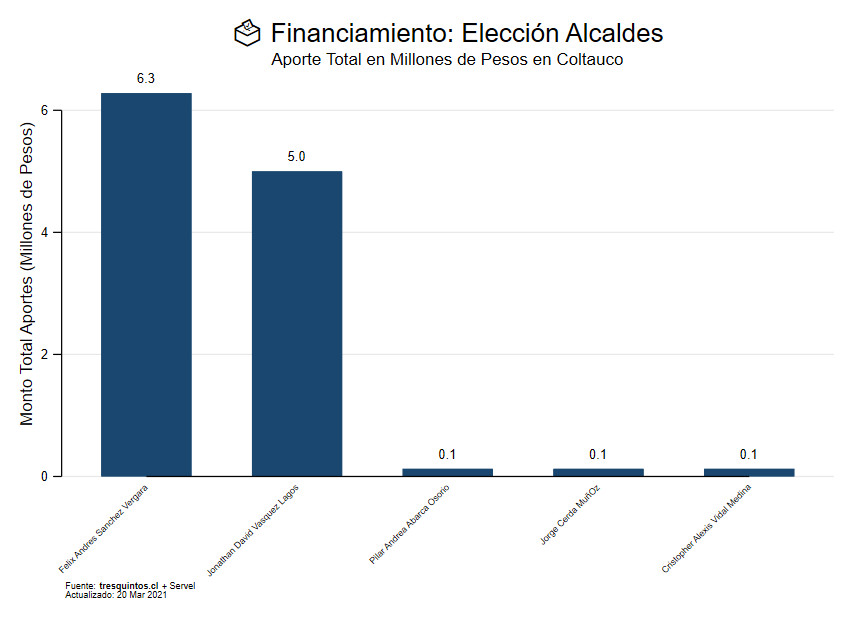 Financiamiento: Elección Alcaldes
Aporte Total en Millones de Pesos en Coltauco
Monto Total Aportes (Millones de Pesos)
6
4
2
0
6.3
5.0
0.1
0.1
0.1
Felix Andres Sanchez Vergara
Jonathan David Vasquez Lagos
Pilar Andrea Abarca Osorio
Jorge Cerda MuñOz
Cristopher Alexis Vidal Medina
Fuente: tresquintos.cl + Servel
Actualizado: 20 Mar 2021